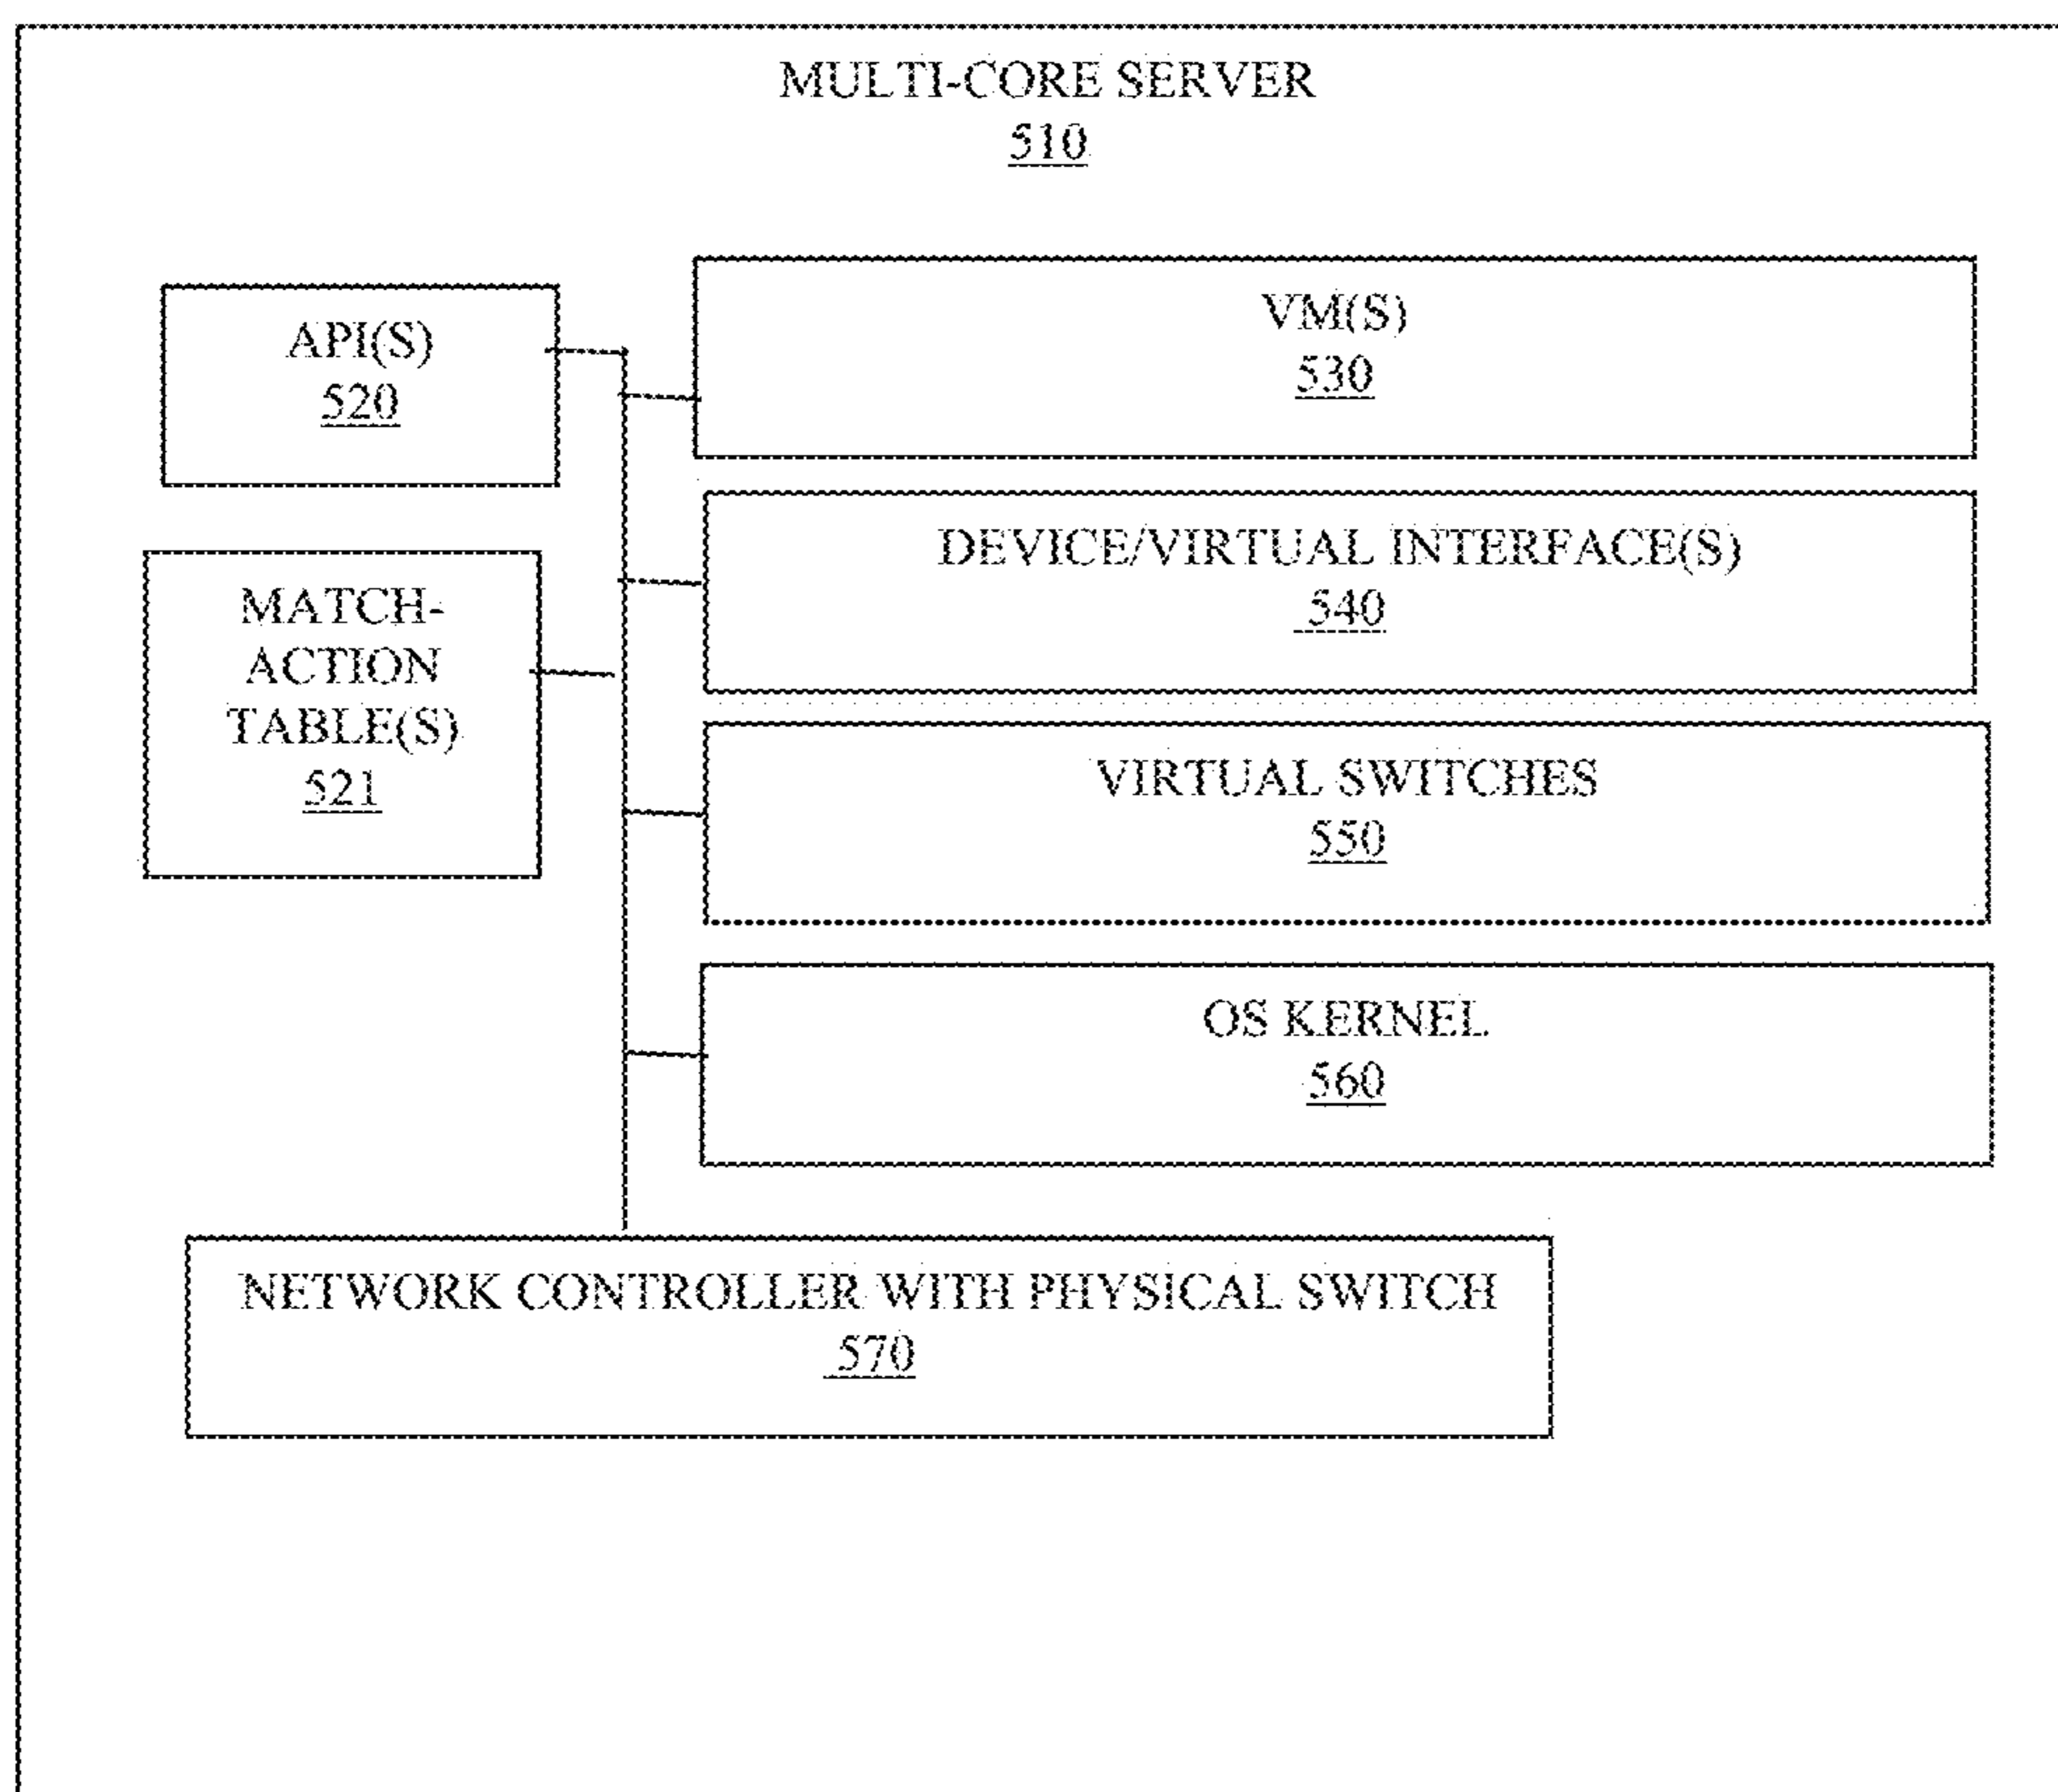 MULTI-CORE SERVER
510
API(S)
520
VM(S)
530
MATCH-
ACTION
TABLE(S)
521
DEVICE/VIRTUAL INTERFACE(S)
540
VIRTUAL SWITCHES
550
OS KERNEL
560
NETWORK CONTROLLER WITH PHYSICAL SWITCH
570